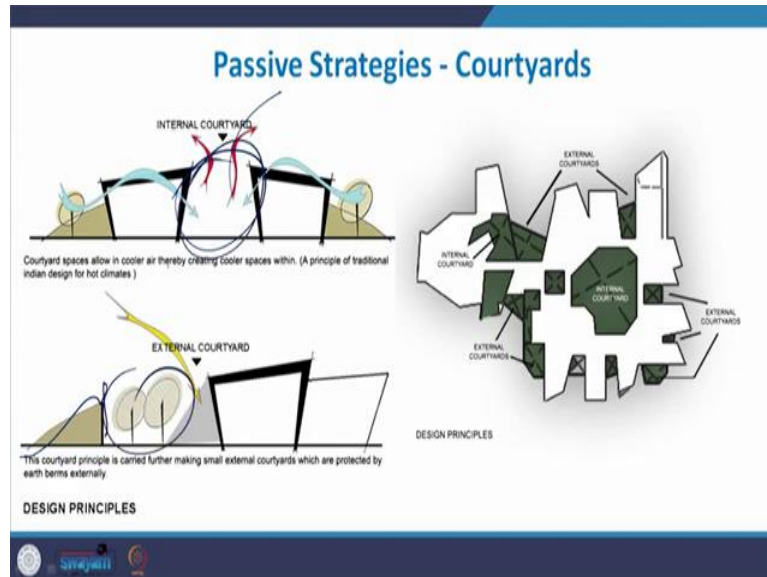 Passive Strategies - Courtyards
INTERNAL COURTYARD
Courtyard spaces allow in cooler air thereby creating cooler spaces within. (A principle of traditional
indian design for hot climates )
EXTERNAL COURTYARD
This courtyard principle is carried further making small external courtyards which are protected by
earth berms externally.
DESIGN PRINCIPLES
EXTERNAL
COURTYARDS
INTERNAL
COURTYARD
INTERNAL
COURTYARD
EXTERNAL
COURTYARDS
EXTERNAL
COURTYARDS
DESIGN PRINCIPLES
swayam